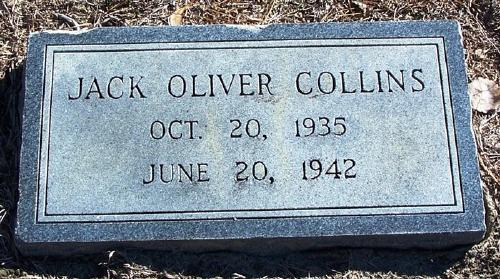 JACK OLIVER COLLINS
OCT. 20, 1935
JUNE 20, 1942